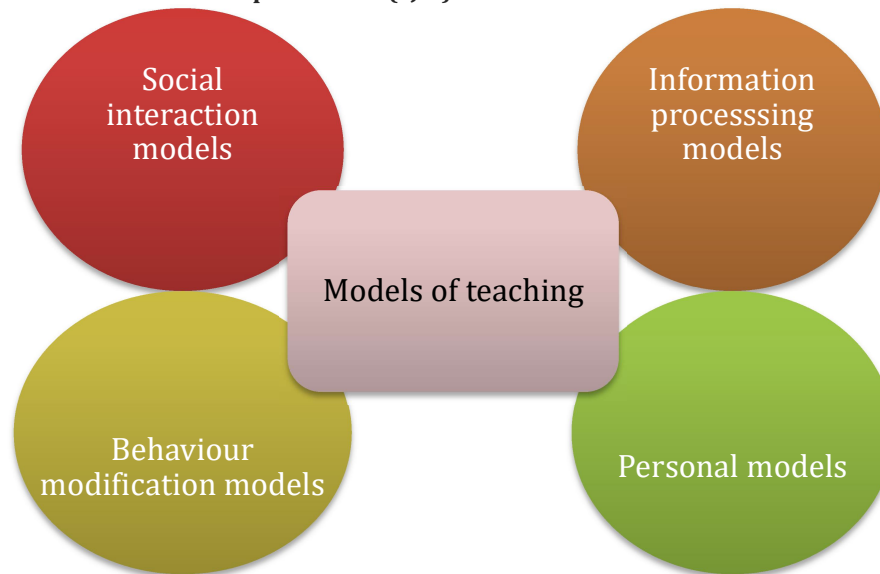 Social
interaction
models
Information
processsing
models
Models of teaching
Behaviour
modification models
Personal models